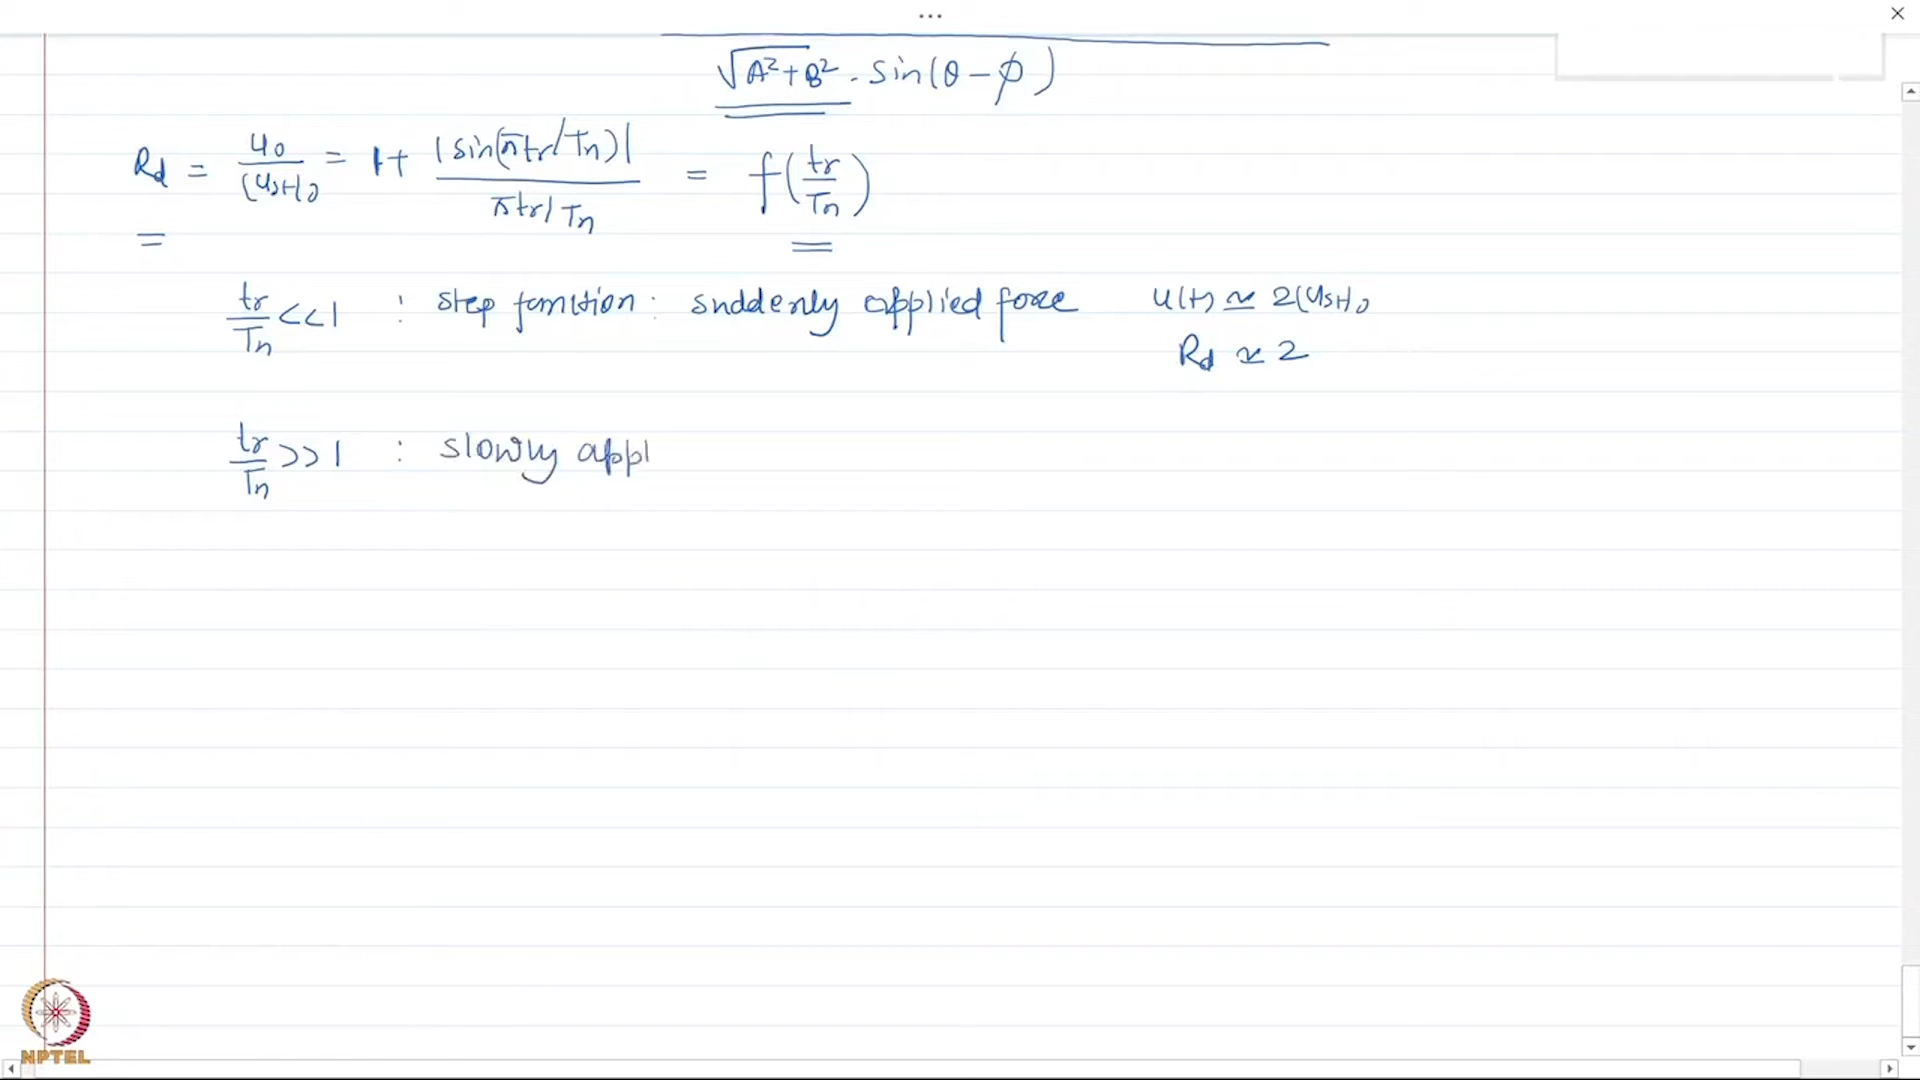 √A²+B² . sin(θ-φ)
Rd = u0/(ust)0 = 1+ |sin(πtr/Tn)|/πtr/Tn = f(tr/Tn)
tr/Tn <<1 : step function : suddenly applied force u(t) ≃ 2(ust)0
Rd ≃ 2
tr/Tn >>1 : slowly appl
NPTEL